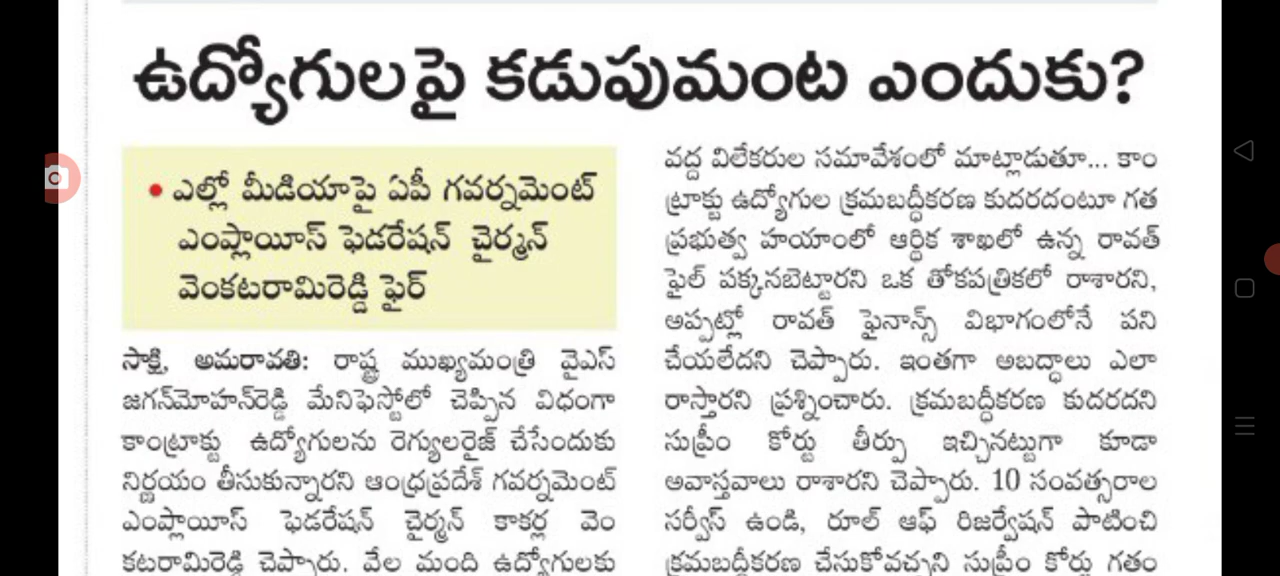 ఉద్యోగులపై కడుపుమంట ఎందుకు?
• ఎల్లో మీడియాపై ఏపీ గవర్నమెంట్
ఎంప్లాయీస్ ఫెడరేషన్ చైర్మన్
వెంకటరామిరెడ్డి ఫైర్
సాక్షి, అమరావతి: రాష్ట్ర ముఖ్యమంత్రి వైఎస్
జగన్‌మోహన్‌రెడ్డి మేనిఫెస్టోలో చెప్పిన విధంగా
కాంట్రాక్టు ఉద్యోగులను రెగ్యులరైజ్ చేసేందుకు
నిర్ణయం తీసుకున్నారని ఆంధ్రప్రదేశ్ గవర్నమెంట్
ఎంప్లాయీస్ ఫెడరేషన్ చైర్మన్ కాకర్ల వెం
కటరామిరెడ్డి చెప్పారు. వేల మంది ఉద్యోగులకు
వద్ద విలేకరుల సమావేశంలో మాట్లాడుతూ... కాం
ట్రాక్టు ఉద్యోగుల క్రమబద్ధీకరణ కుదరదంటూ గత
ప్రభుత్వ హయాంలో ఆర్థిక శాఖలో ఉన్న రావత్
ఫైల్ పక్కనబెట్టారని ఒక తోకపత్రికలో రాశారని,
అప్పట్లో రావత్ ఫైనాన్స్ విభాగంలోనే పని
చేయలేదని చెప్పారు. ఇంతగా అబద్ధాలు ఎలా
రాస్తారని ప్రశ్నించారు. క్రమబద్ధీకరణ కుదరదని
సుప్రీం కోర్టు తీర్పు ఇచ్చినట్టుగా కూడా
అవాస్తవాలు రాశారని చెప్పారు. 10 సంవత్సరాల
సర్వీస్ ఉండి, రూల్ ఆఫ్ రిజర్వేషన్ పాటించి
క్రమబద్ధీకరణ చేసుకోవచ్చని సుప్రీం కోర్టు గతం